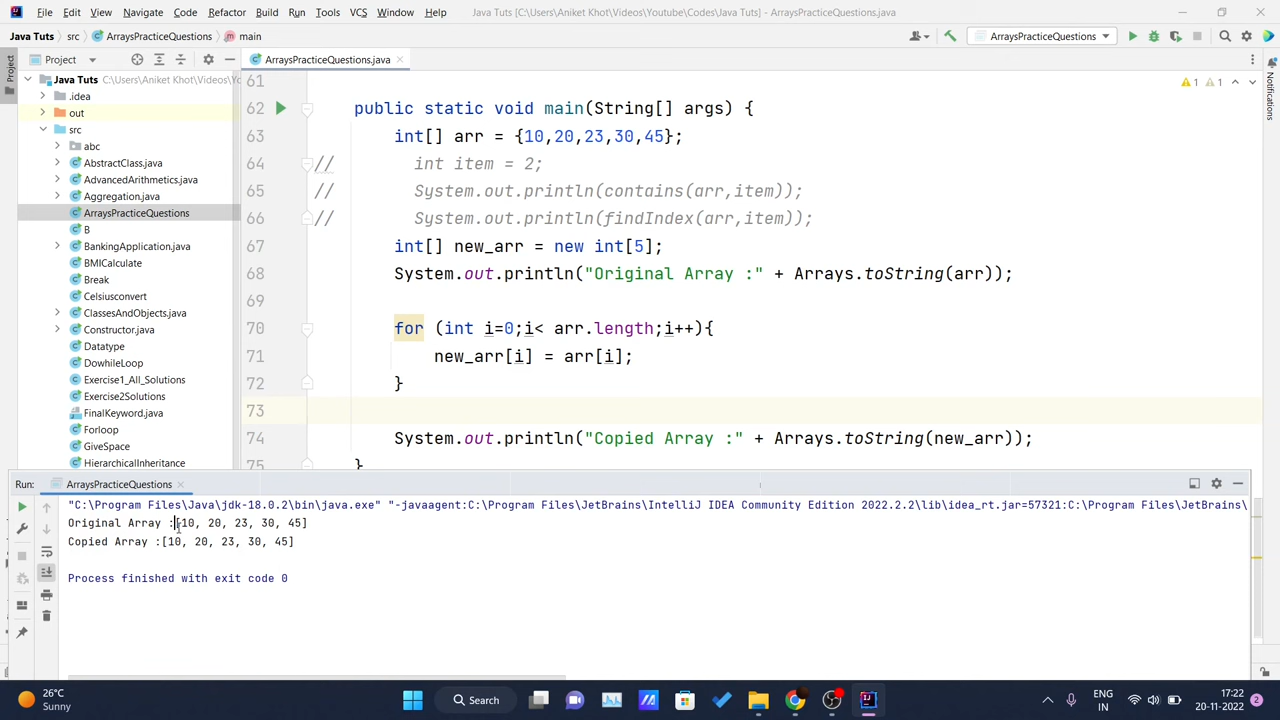 File Edit View Navigate Code Refactor Build Run Tools VCS Window Help Java Tuts [C:\Users\Aniket Khot\Videos\Youtube\Codes\Java Tuts] - ArraysPracticeQuestions.java
Java Tuts src ArraysPracticeQuestions main ArraysPracticeQuestions
Project
Project
Java Tuts C:\Users\Aniket Khot\Videos\Yo
.idea
out
src
abc
AbstractClass.java
AdvancedArithmetics.java
Aggregation.java
ArraysPracticeQuestions
B
BankingApplication.java
BMICalculate
Break
Celsiusconvert
ClassesAndObjects.java
Constructor.java
Datatype
DowhileLoop
Exercise1_All_Solutions
Exercise2Solutions
FinalKeyword.java
Forloop
GiveSpace
HierarchicalInheritance
ArraysPracticeQuestions.java
1 1
Notifications
61
62 public static void main(String[] args) {
63 int[] arr = {10,20,23,30,45};
64 // int item = 2;
65 // System.out.println(contains(arr,item));
66 // System.out.println(findIndex(arr,item));
67 int[] new_arr = new int[5];
68 System.out.println("Original Array :" + Arrays.toString(arr));
69
70 for (int i=0;i< arr.length;i++){
71 new_arr[i] = arr[i];
72 }
73
74 System.out.println("Copied Array :" + Arrays.toString(new_arr));
75 }
Run: ArraysPracticeQuestions
"C:\Program Files\Java\jdk-18.0.2\bin\java.exe" "-javaagent:C:\Program Files\JetBrains\IntelliJ IDEA Community Edition 2022.2.2\lib\idea_rt.jar=57321:C:\Program Files\JetBrains\
Original Array :[10, 20, 23, 30, 45]
Copied Array :[10, 20, 23, 30, 45]
Process finished with exit code 0
26°C
Sunny
Search
ENG
IN
17:22
20-11-2022
2